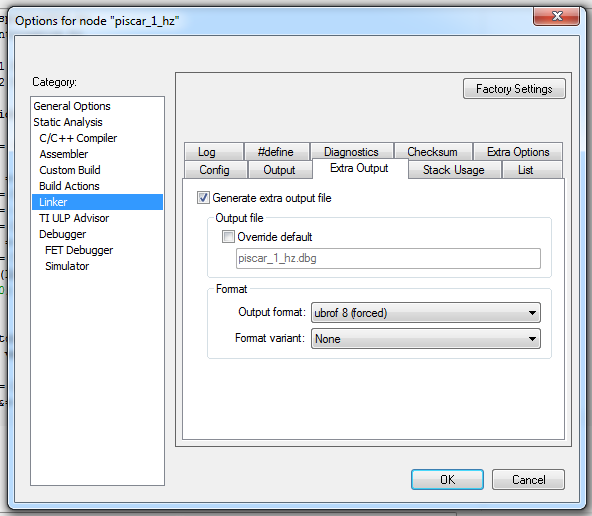 Options for node "piscar_1_hz"
Category:
Factory Settings
General Options
Static Analysis
C/C++ Compiler
Assembler
Custom Build
Build Actions
Linker
TI ULP Advisor
Debugger
FET Debugger
Simulator
Log #define Diagnostics Checksum Extra Options
Config Output Extra Output Stack Usage List
Generate extra output file
Output file
Override default
piscar_1_hz.dbg
Format
Output format: ubrof 8 (forced)
Format variant: None
OK Cancel